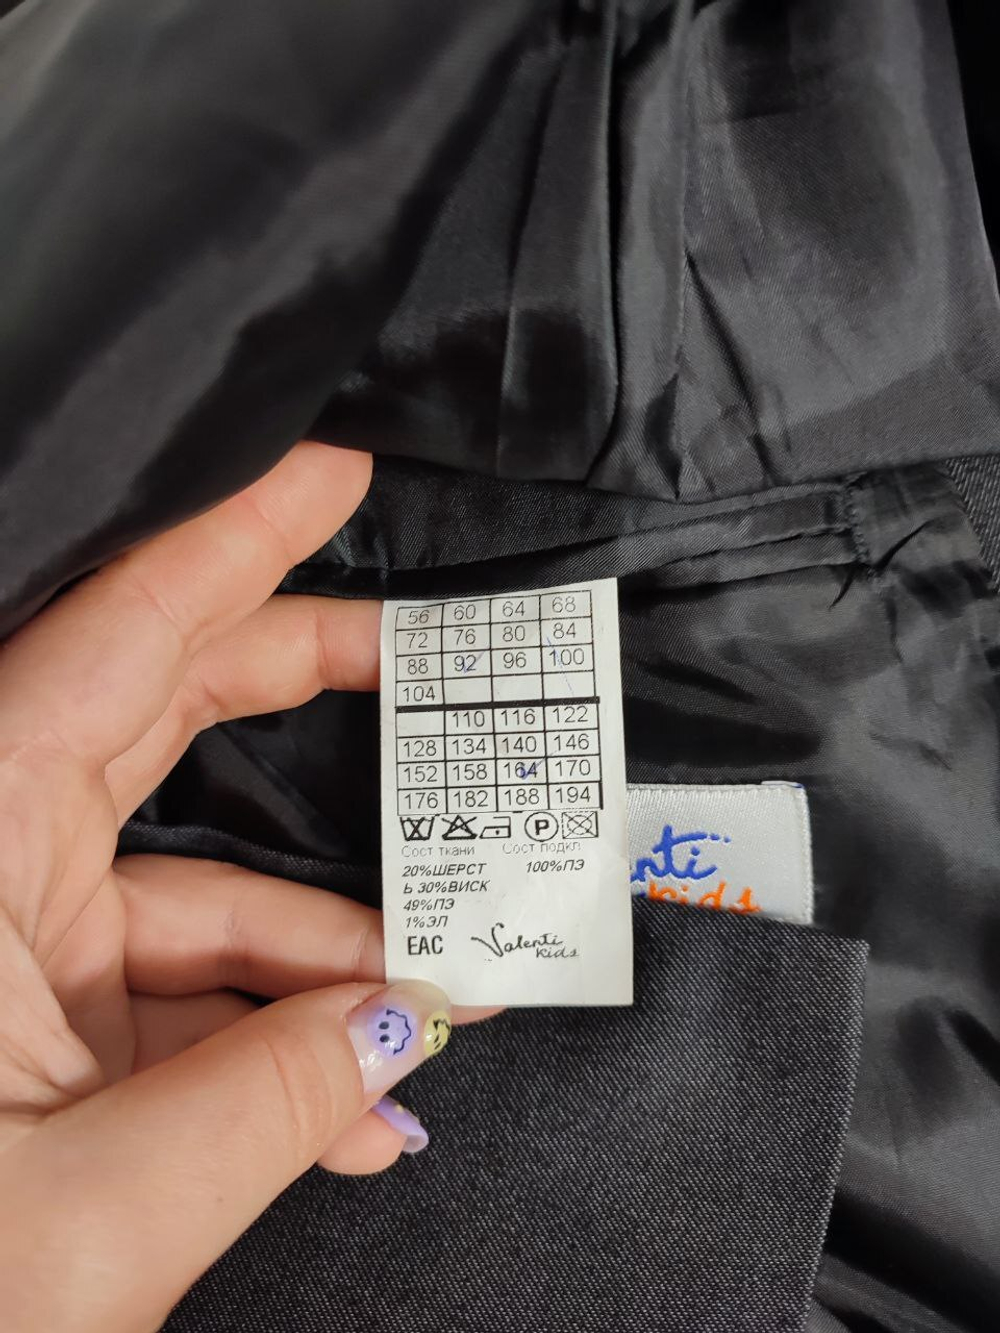 56 60 64 68
72 76 80 84
88 92 96 100
104
110 116 122
128 134 140 146
152 158 164 170
176 182 188 194
P
Сост ткани Сост подкл
20%ШЕРСТ 100%ПЭ
Ь 30%ВИСК
49%ПЭ
1%ЭЛ
EAC Valenti
kids
enti
kids